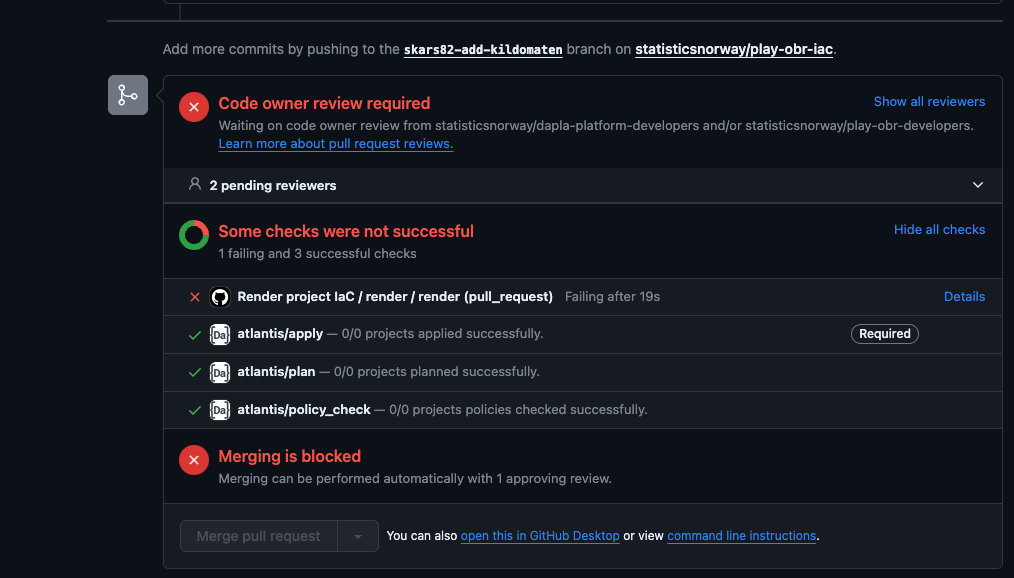 Add more commits by pushing to the skars82-add-kildomaten branch on statisticsnorway/play-obr-iac.
Code owner review required
Show all reviewers
Waiting on code owner review from statisticsnorway/dapla-platform-developers and/or statisticsnorway/play-obr-developers.
Learn more about pull request reviews.
2 pending reviewers
Some checks were not successful
Hide all checks
1 failing and 3 successful checks
Render project IaC / render / render (pull_request) Failing after 19s
Details
Da atlantis/apply — 0/0 projects applied successfully.
Required
Da atlantis/plan — 0/0 projects planned successfully.
Da atlantis/policy_check — 0/0 projects policies checked successfully.
Merging is blocked
Merging can be performed automatically with 1 approving review.
Merge pull request
You can also open this in GitHub Desktop or view command line instructions.